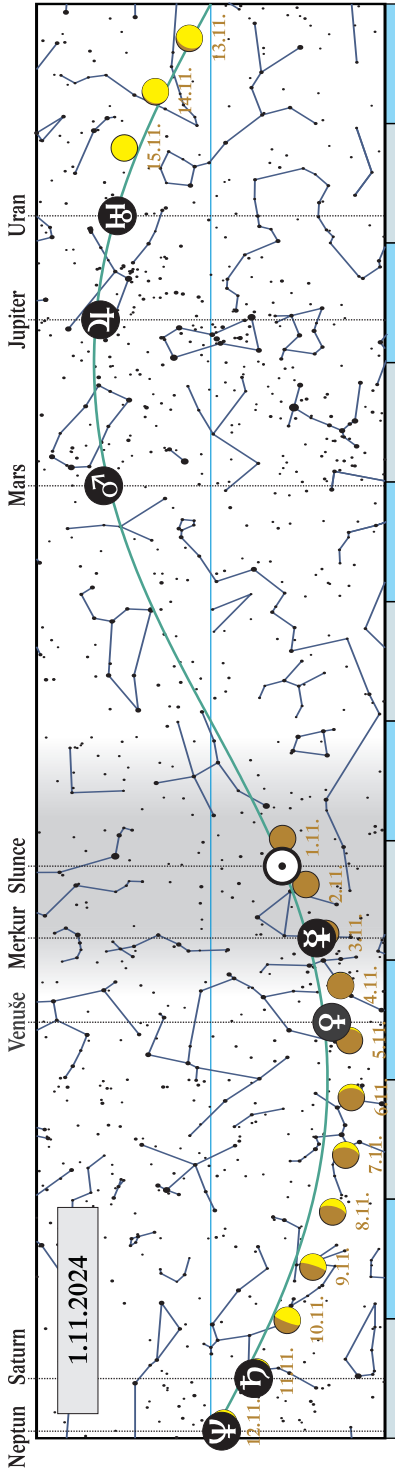 Neptun
Saturn
Venuše
Merkur
Slunce
Mars
Jupiter
Uran
1.11.2024
12.11.
11.11.
10.11.
9.11.
8.11.
7.11.
6.11.
5.11.
4.11.
3.11.
2.11.
1.11.
15.11.
14.11.
13.11.